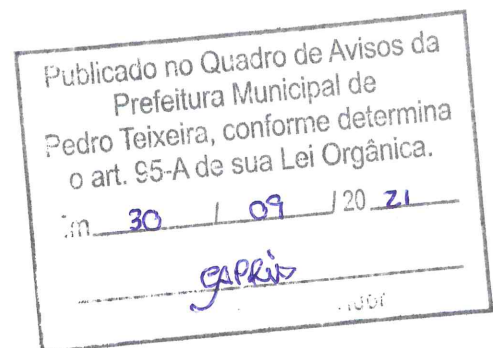 Publicado no Quadro de Avisos da
Prefeitura Municipal de
Pedro Teixeira, conforme determina
o art. 95-A de sua Lei Orgânica.
Em 30 / 09 / 20 21